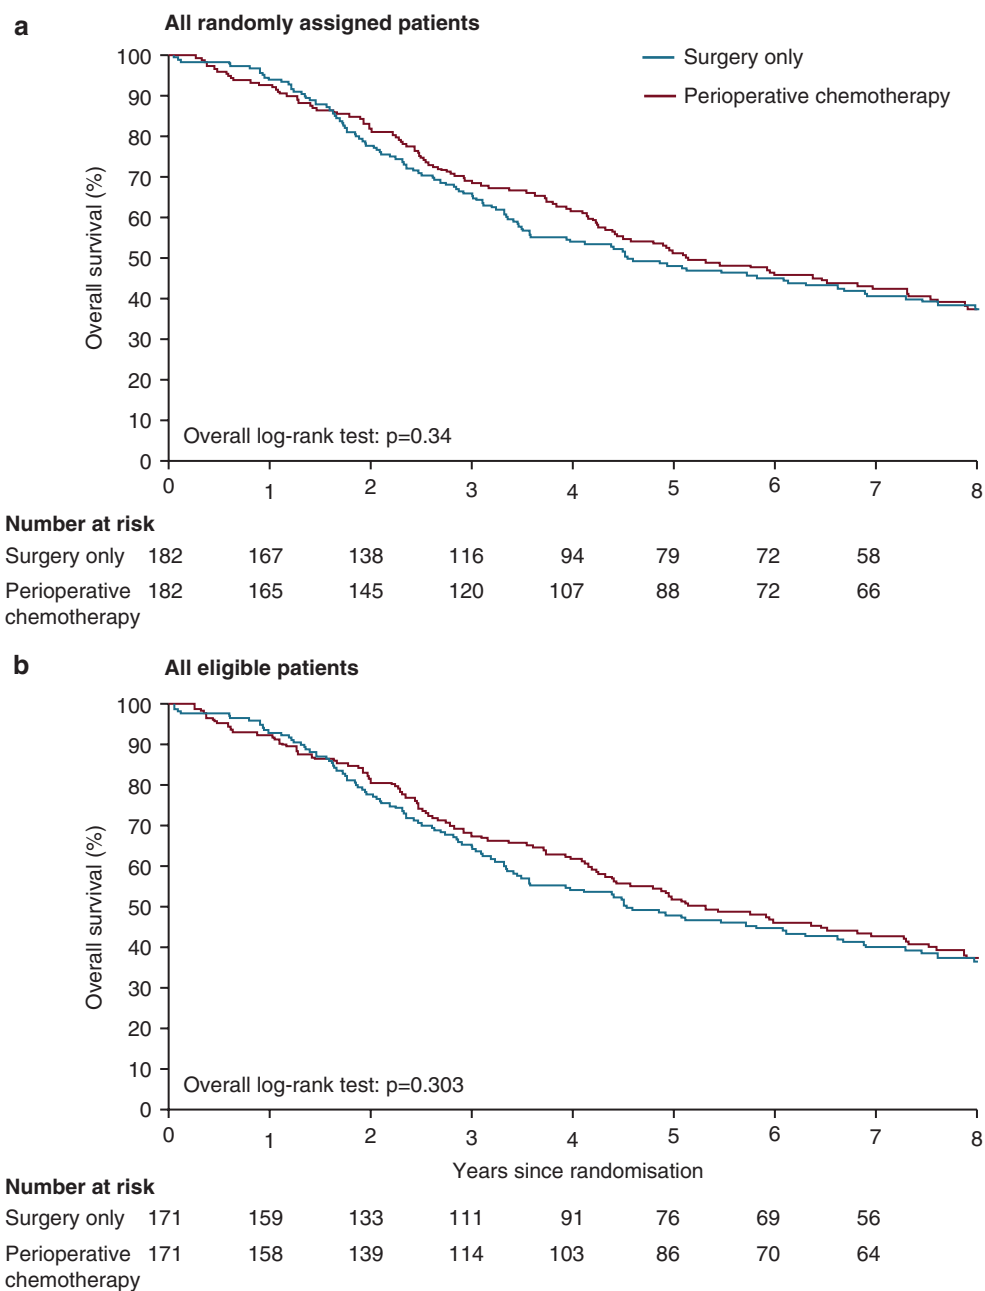 a
All randomly assigned patients
Surgery only
Perioperative chemotherapy
Overall survival (%)
100
90
80
70
60
50
40
30
20
10
0
Overall log-rank test: p=0.34
0 1 2 3 4 5 6 7 8
Number at risk
Surgery only 182 167 138 116 94 79 72 58
Perioperative 182 165 145 120 107 88 72 66
chemotherapy
b
All eligible patients
Overall survival (%)
100
90
80
70
60
50
40
30
20
10
0
Overall log-rank test: p=0.303
0 1 2 3 4 5 6 7 8
Years since randomisation
Number at risk
Surgery only 171 159 133 111 91 76 69 56
Perioperative 171 158 139 114 103 86 70 64
chemotherapy